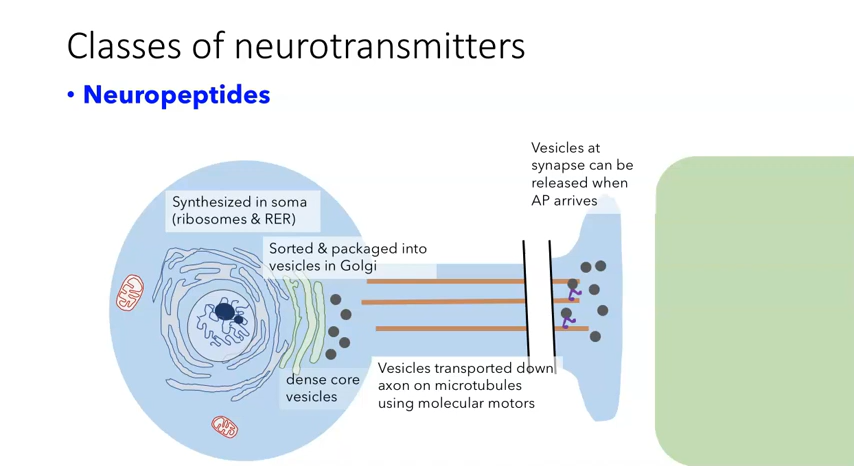 Classes of neurotransmitters
• Neuropeptides
Vesicles at
synapse can be
released when
AP arrives
Synthesized in soma
(ribosomes & RER)
Sorted & packaged into
vesicles in Golgi
dense core
vesicles
Vesicles transported down
axon on microtubules
using molecular motors